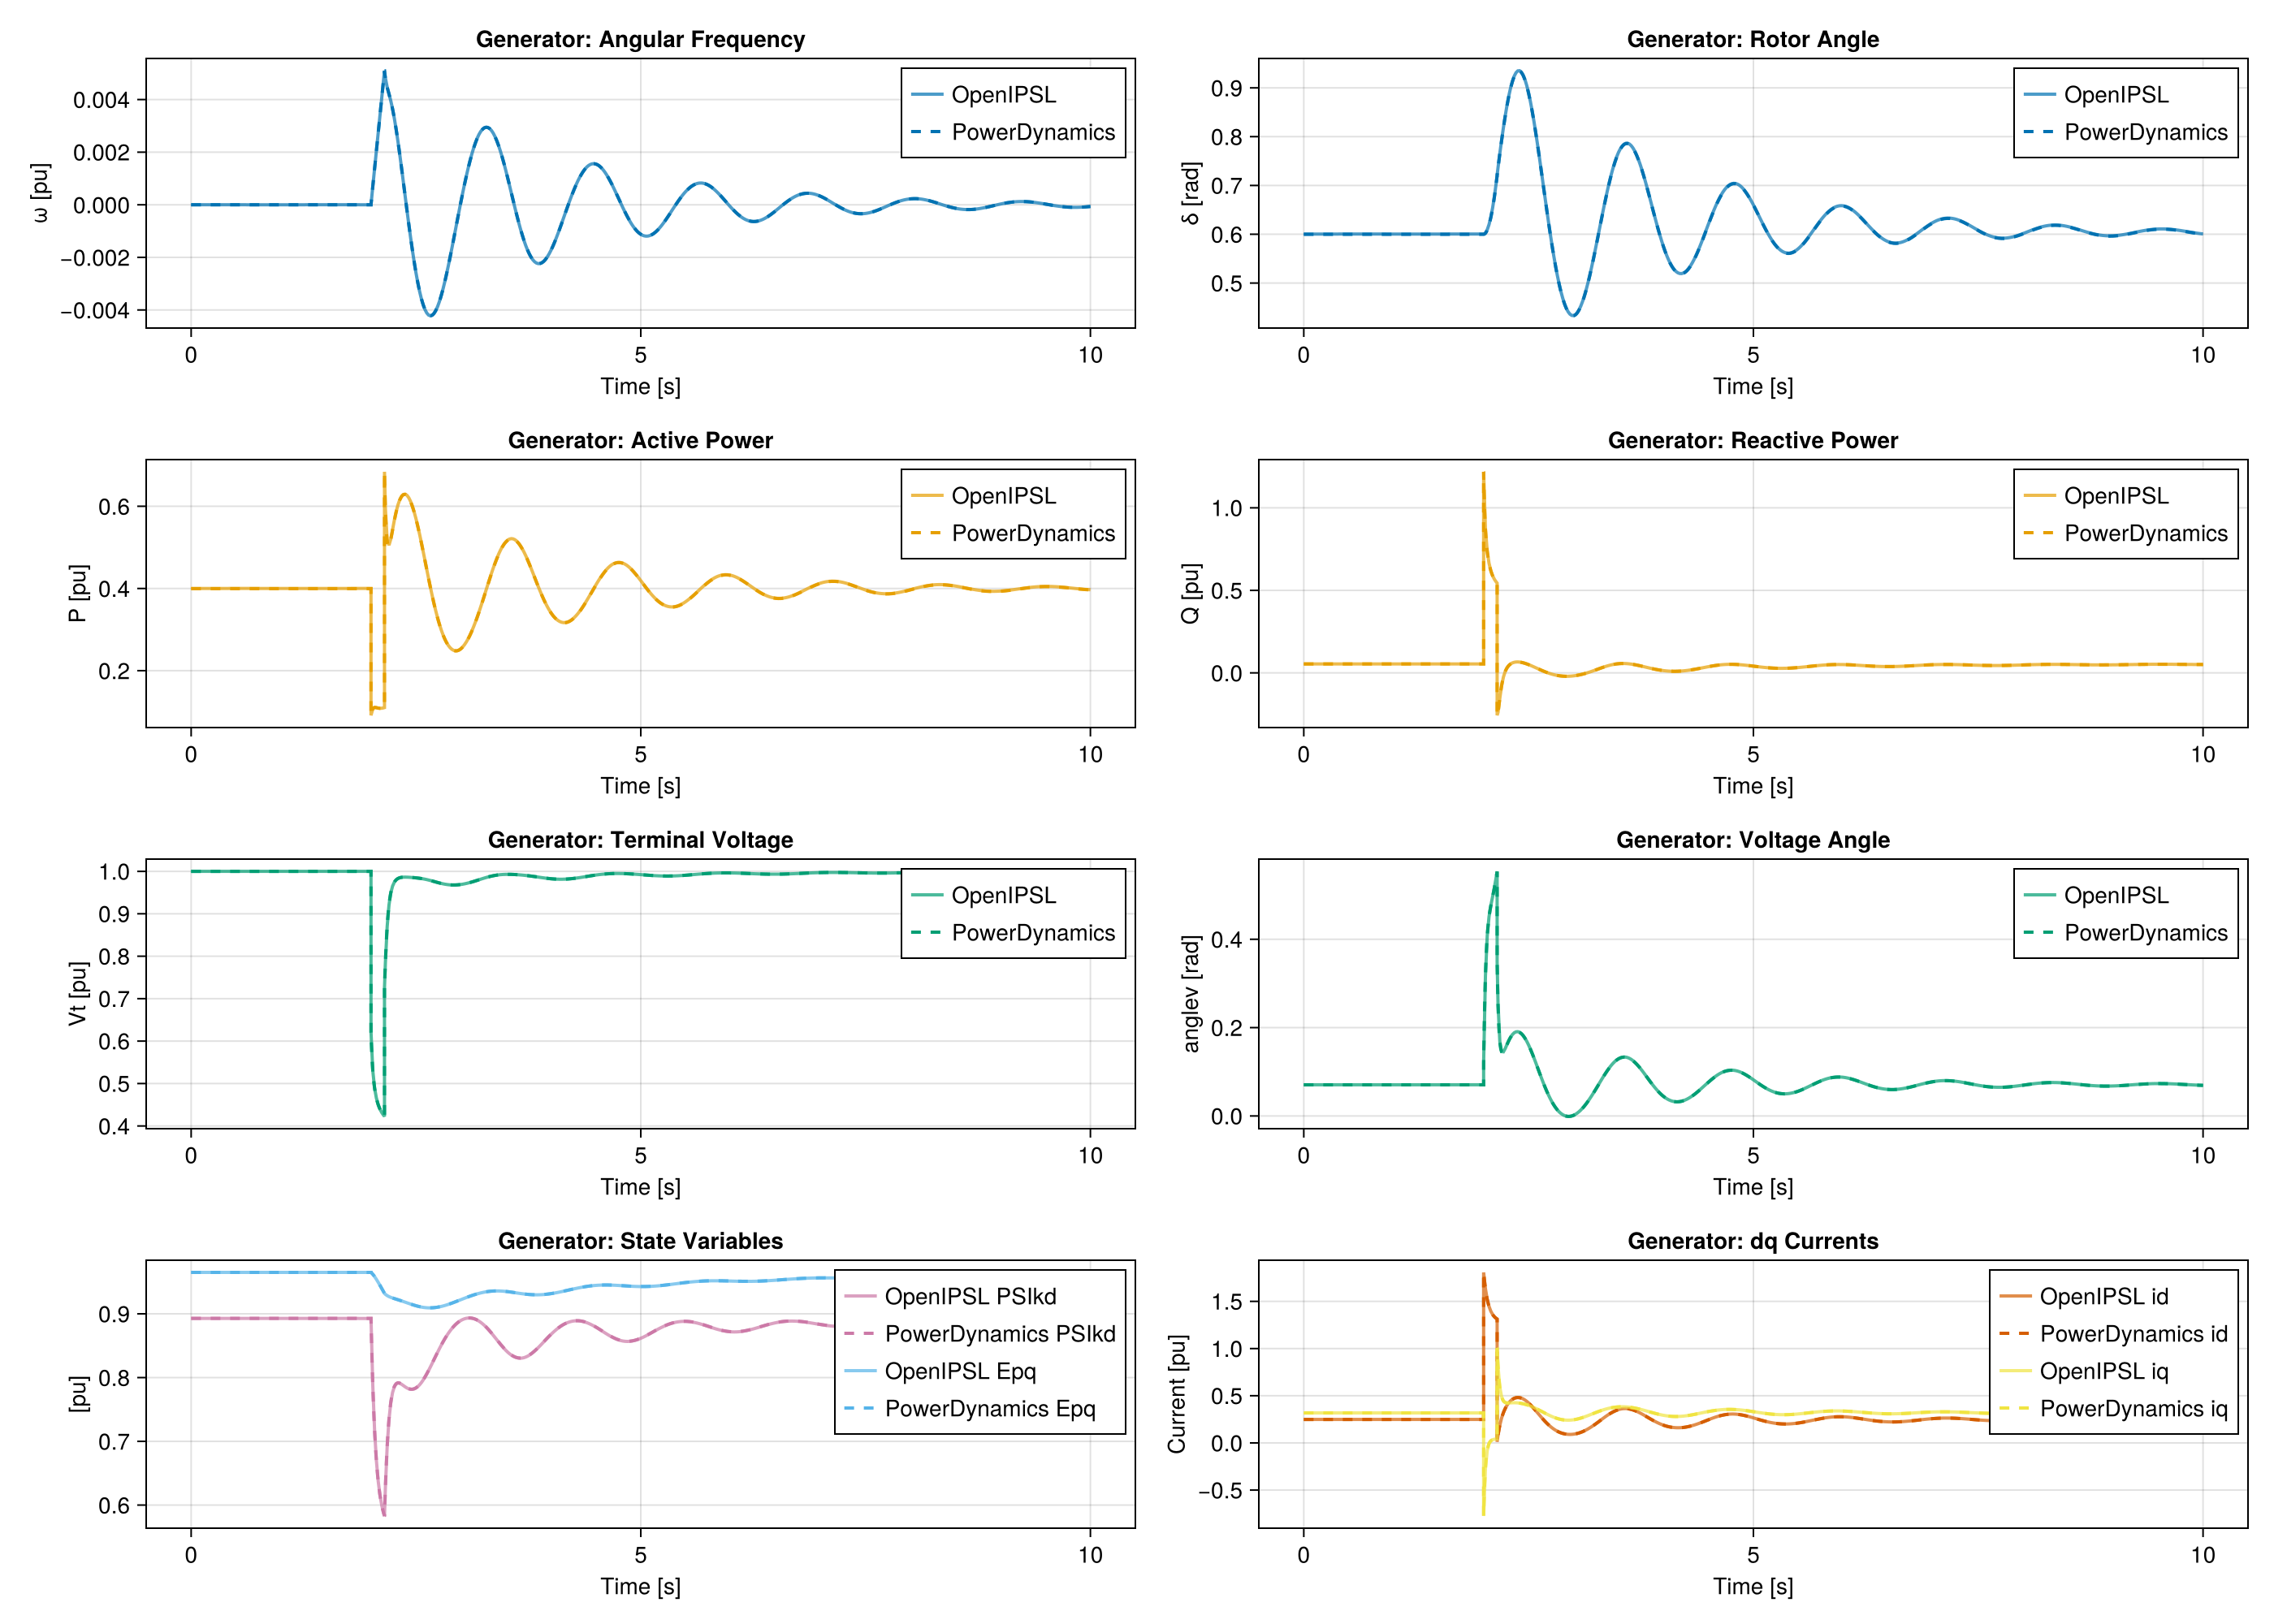 Generator: Angular Frequency
ω [pu]
0.004
0.002
0.000
−0.002
−0.004
OpenIPSL
PowerDynamics
0 5 10
Time [s]
Generator: Rotor Angle
δ [rad]
0.9
0.8
0.7
0.6
0.5
OpenIPSL
PowerDynamics
0 5 10
Time [s]
Generator: Active Power
P [pu]
0.6
0.4
0.2
OpenIPSL
PowerDynamics
0 5 10
Time [s]
Generator: Reactive Power
Q [pu]
1.0
0.5
0.0
OpenIPSL
PowerDynamics
0 5 10
Time [s]
Generator: Terminal Voltage
Vt [pu]
1.0
0.9
0.8
0.7
0.6
0.5
0.4
OpenIPSL
PowerDynamics
0 5 10
Time [s]
Generator: Voltage Angle
anglev [rad]
0.4
0.2
0.0
OpenIPSL
PowerDynamics
0 5 10
Time [s]
Generator: State Variables
[pu]
0.9
0.8
0.7
0.6
OpenIPSL PSIkd
PowerDynamics PSIkd
OpenIPSL Epq
PowerDynamics Epq
0 5 10
Time [s]
Generator: dq Currents
Current [pu]
1.5
1.0
0.5
0.0
−0.5
OpenIPSL id
PowerDynamics id
OpenIPSL iq
PowerDynamics iq
0 5 10
Time [s]